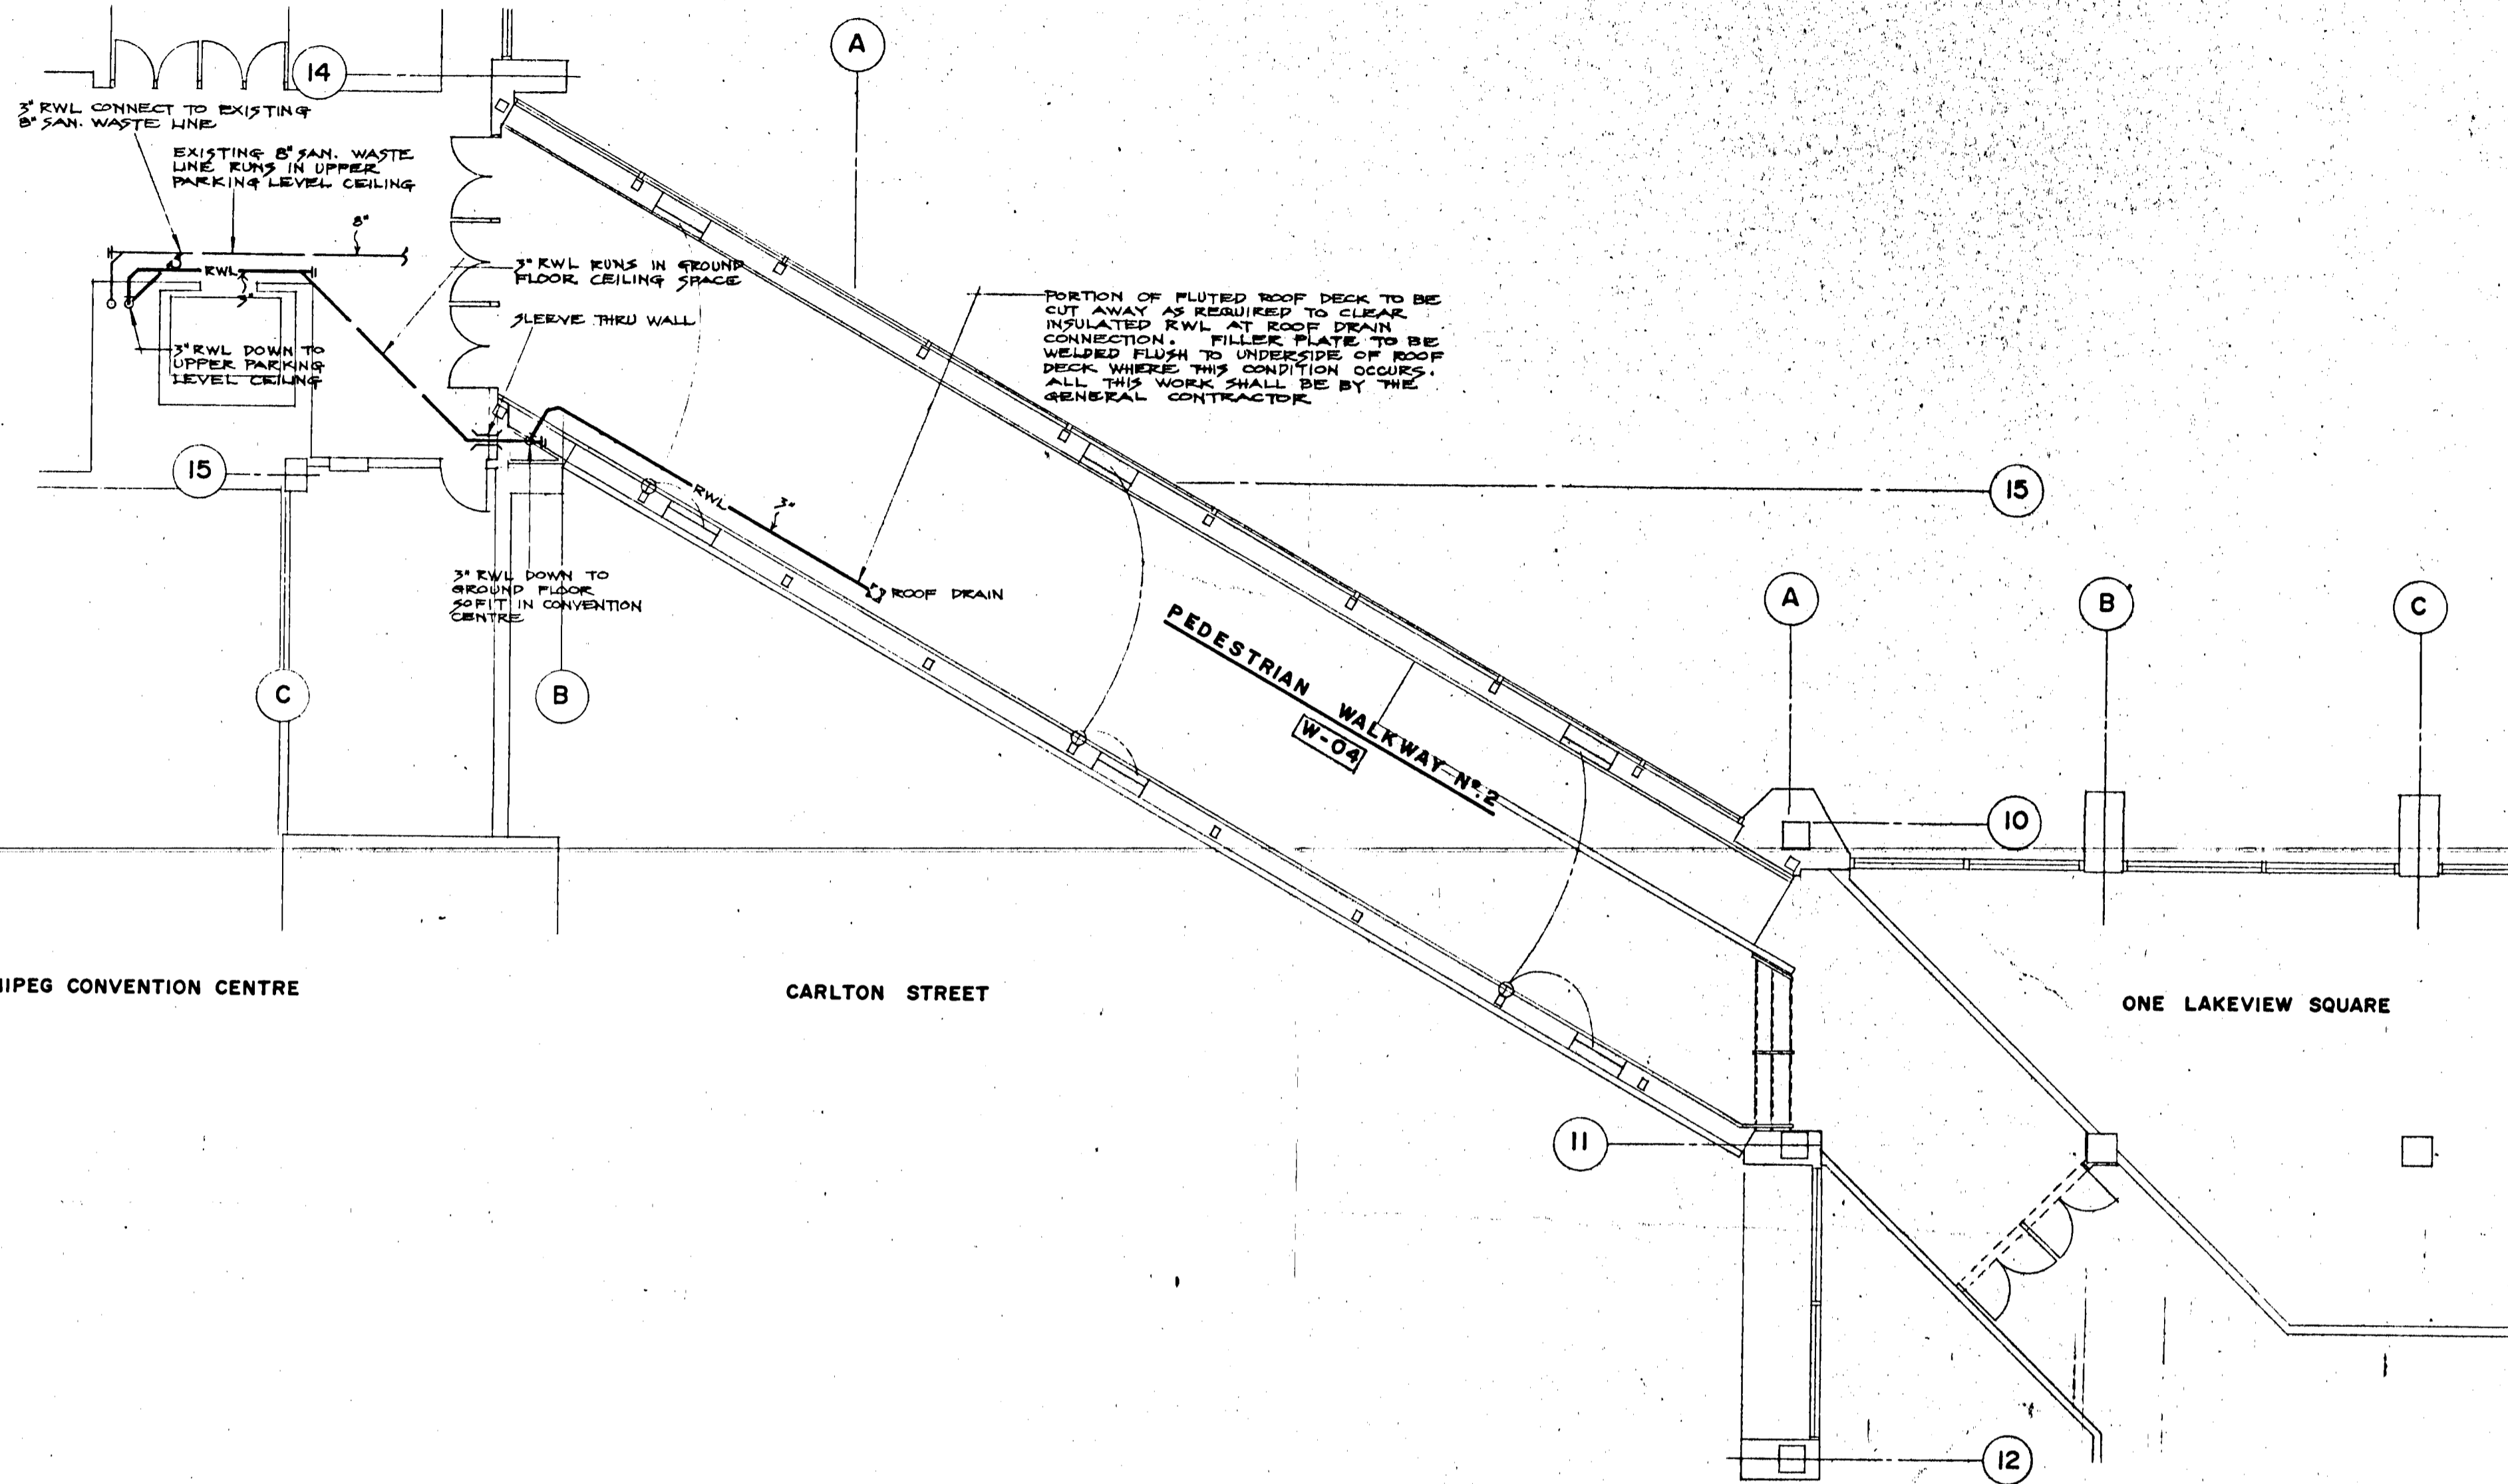 A
14
3" RWL CONNECT TO EXISTING
8" SAN. WASTE LINE
EXISTING 8" SAN. WASTE
LINE RUNS IN UPPER
PARKING LEVEL CEILING
8"
RWL
3"
3" RWL RUNS IN GROUND
FLOOR CEILING SPACE
SLEEVE THRU WALL
3" RWL DOWN TO
UPPER PARKING
LEVEL CEILING
PORTION OF FLUTED ROOF DECK TO BE
CUT AWAY AS REQUIRED TO CLEAR
INSULATED RWL AT ROOF DRAIN
CONNECTION. FILLER PLATE TO BE
WELDED FLUSH TO UNDERSIDE OF ROOF
DECK WHERE THIS CONDITION OCCURS.
ALL THIS WORK SHALL BE BY THE
GENERAL CONTRACTOR
15
15
RWL
3"
3" RWL DOWN TO
GROUND FLOOR
SOFIT IN CONVENTION
CENTRE
ROOF DRAIN
A
B
C
C
B
PEDESTRIAN WALKWAY Nº.2
W-04
10
NIPEG CONVENTION CENTRE
CARLTON STREET
ONE LAKEVIEW SQUARE
11
12